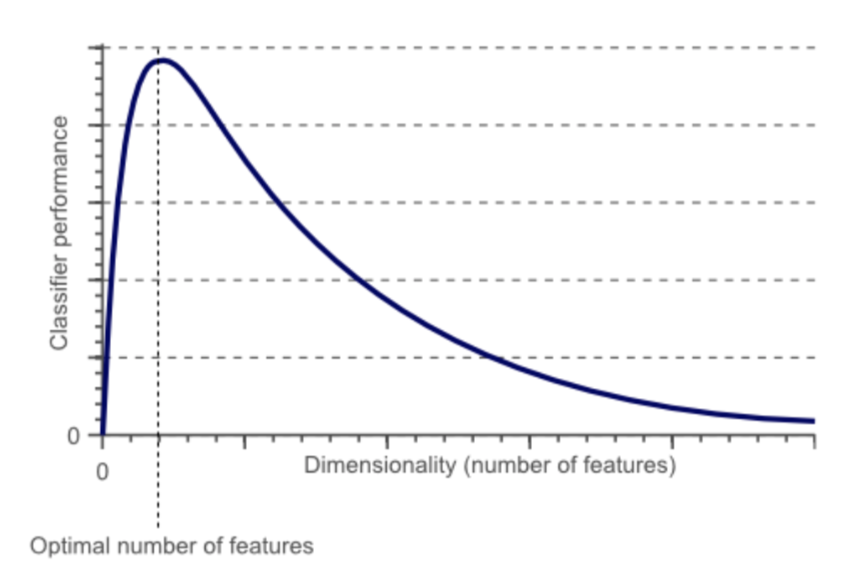 Classifier performance
0
0
Dimensionality (number of features)
Optimal number of features